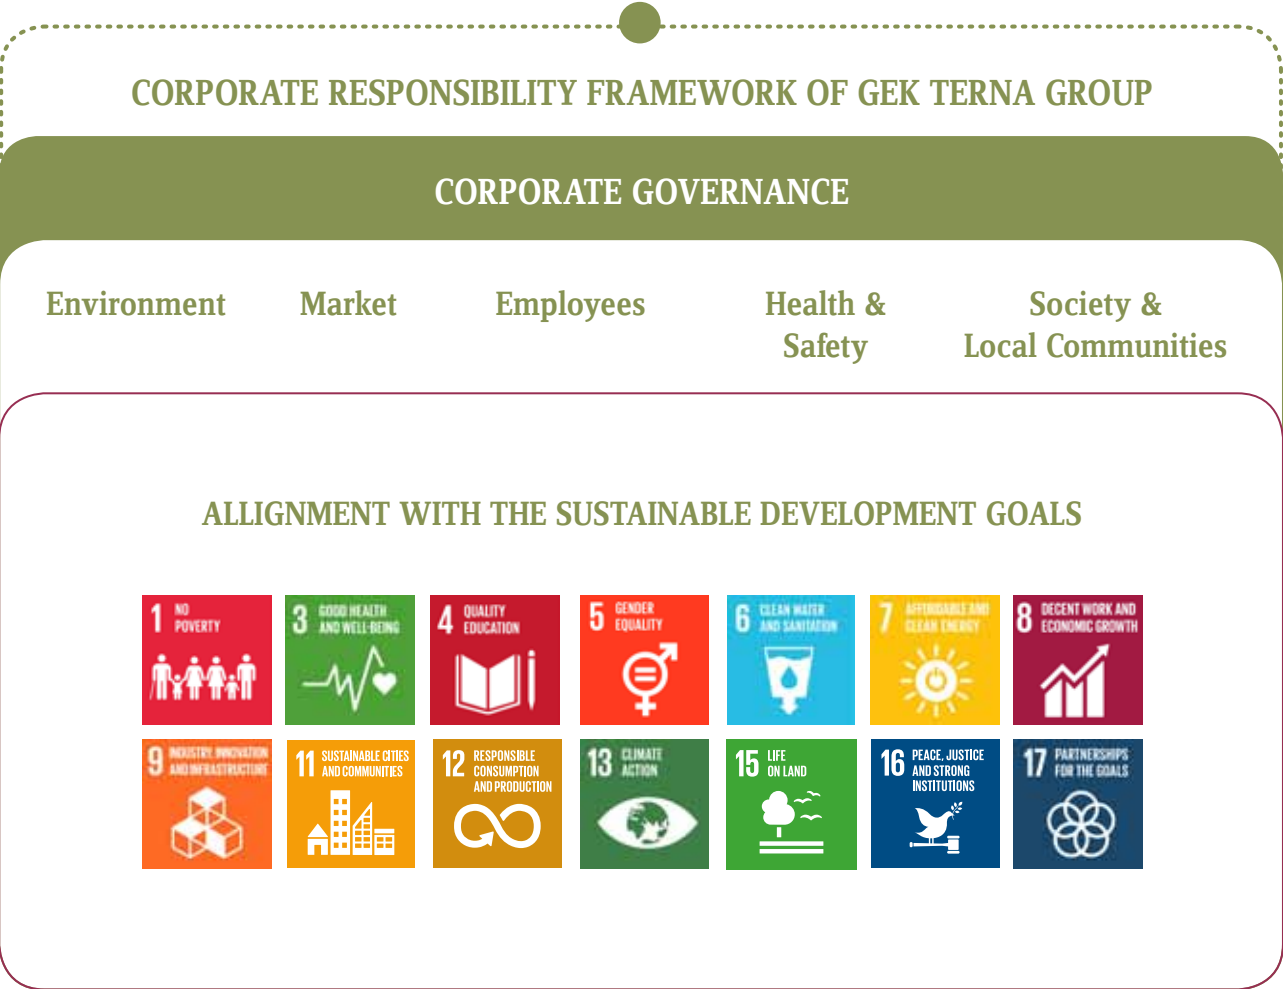 CORPORATE RESPONSIBILITY FRAMEWORK OF GEK TERNA GROUP
CORPORATE GOVERNANCE
Environment
Market
Employees
Health &
Safety
Society &
Local Communities
ALLIGNMENT WITH THE SUSTAINABLE DEVELOPMENT GOALS
1 NO
POVERTY
3 GOOD HEALTH
AND WELL-BEING
4 QUALITY
EDUCATION
5 GENDER
EQUALITY
6 CLEAN WATER
AND SANITATION
7 AFFORDABLE AND
CLEAN ENERGY
8 DECENT WORK AND
ECONOMIC GROWTH
9 INDUSTRY, INNOVATION
AND INFRASTRUCTURE
11 SUSTAINABLE CITIES
AND COMMUNITIES
12 RESPONSIBLE
CONSUMPTION
AND PRODUCTION
13 CLIMATE
ACTION
15 LIFE
ON LAND
16 PEACE, JUSTICE
AND STRONG
INSTITUTIONS
17 PARTNERSHIPS
FOR THE GOALS